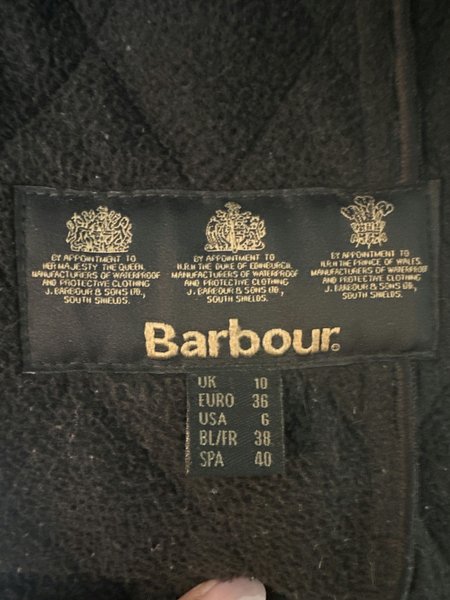 BY APPOINTMENT TO
HER MAJESTY THE QUEEN.
MANUFACTURERS OF WATERPROOF
AND PROTECTIVE CLOTHING
J. BARBOUR & SONS LTD,
SOUTH SHIELDS.
BY APPOINTMENT TO
H.R.H THE DUKE OF EDINBURGH.
MANUFACTURERS OF WATERPROOF
AND PROTECTIVE CLOTHING
J. BARBOUR & SONS LTD,
SOUTH SHIELDS.
BY APPOINTMENT TO
H.R.H THE PRINCE OF WALES.
MANUFACTURERS OF WATERPROOF
AND PROTECTIVE CLOTHING
J. BARBOUR & SONS LTD,
SOUTH SHIELDS.
Barbour.
UK 10
EURO 36
USA 6
BL/FR 38
SPA 40